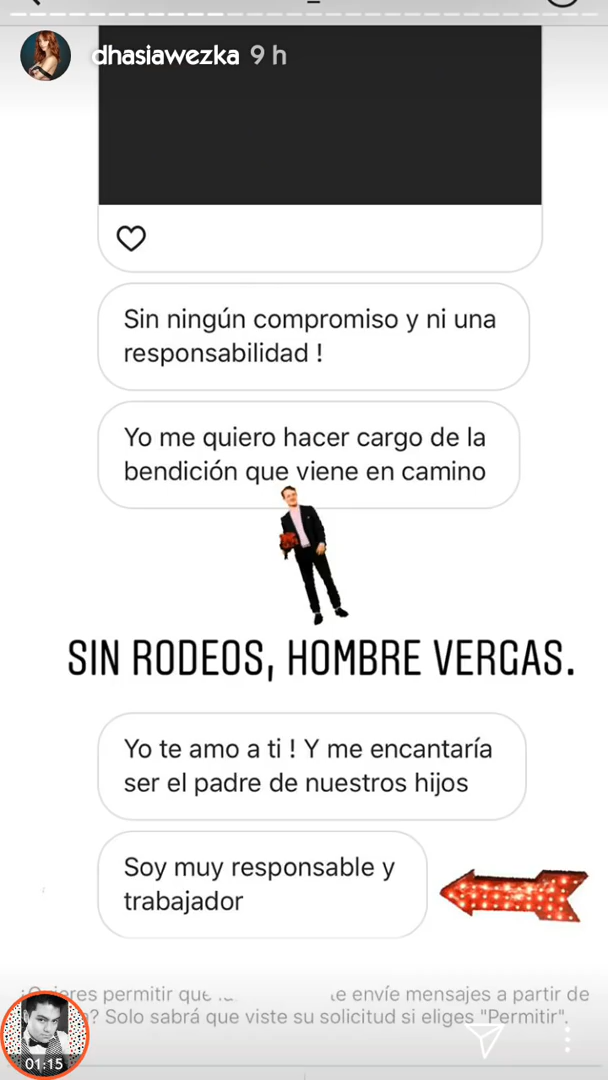 dhasiawezka 9 h
Sin ningún compromiso y ni una
responsabilidad !
Yo me quiero hacer cargo de la
bendición que viene en camino
SIN RODEOS, HOMBRE VERGAS.
Yo te amo a ti ! Y me encantaría
ser el padre de nuestros hijos
Soy muy responsable y
trabajador
permitir que te envíe mensajes a partir de
? Solo sabrá que viste su solicitud si eliges "Permitir".
01:15